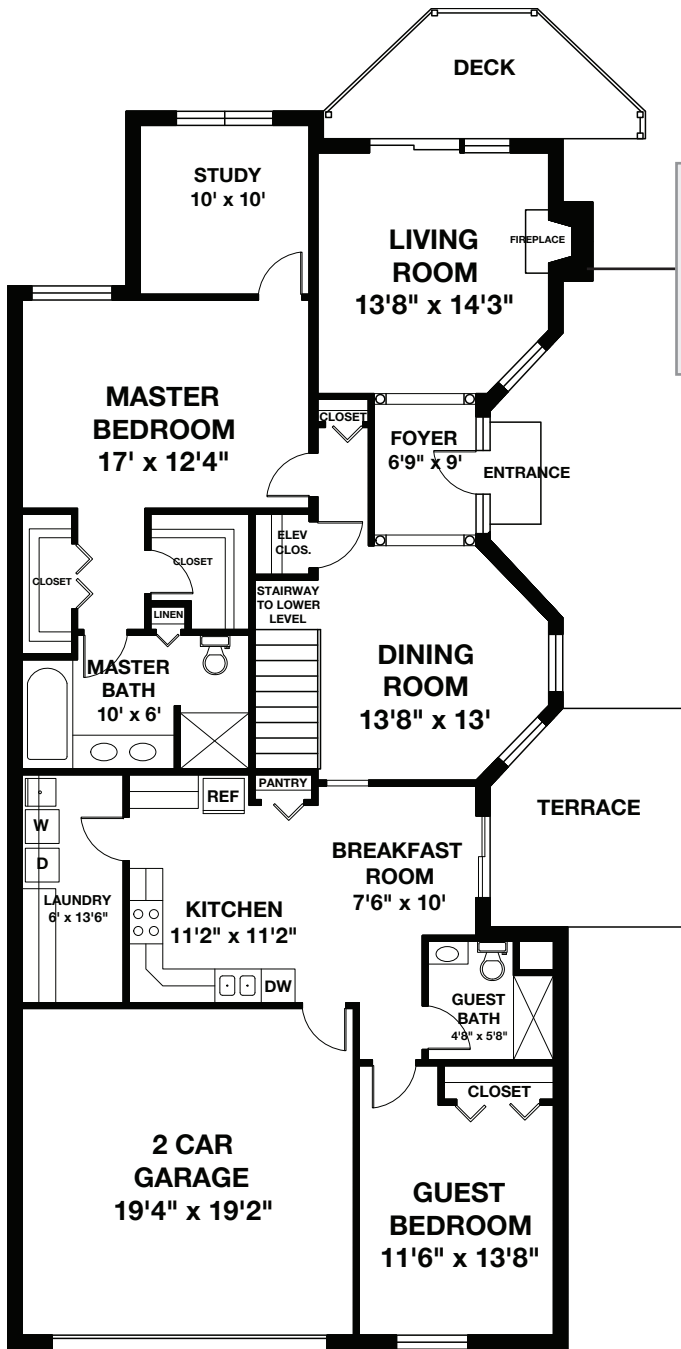 DECK
STUDY
10' x 10'
LIVING
ROOM
13'8" x 14'3"
FIREPLACE
MASTER
BEDROOM
17' x 12'4"
CLOSET
FOYER
6'9" x 9'
ENTRANCE
ELEV
CLOS.
CLOSET
CLOSET
LINEN
STAIRWAY
TO LOWER
LEVEL
MASTER
BATH
10' x 6'
DINING
ROOM
13'8" x 13'
TERRACE
PANTRY
REF
W
D
LAUNDRY
6' x 13'6"
KITCHEN
11'2" x 11'2"
BREAKFAST
ROOM
7'6" x 10'
DW
GUEST
BATH
4'8" x 5'8"
CLOSET
2 CAR
GARAGE
19'4" x 19'2"
GUEST
BEDROOM
11'6" x 13'8"